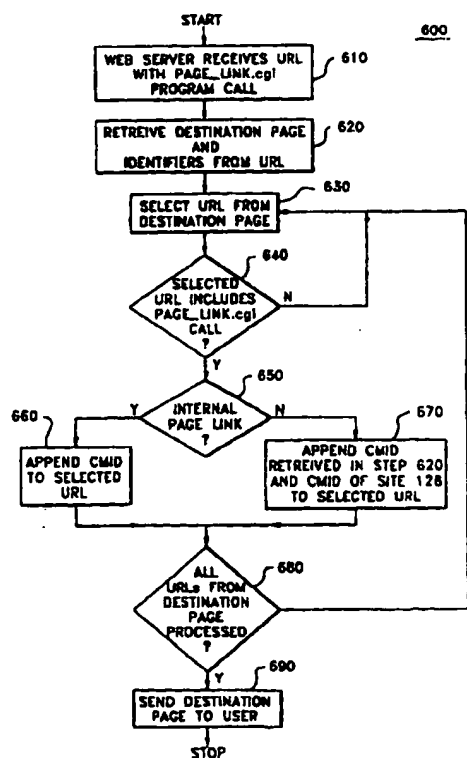 START
600
WEB SERVER RECEIVES URL
WITH PAGE_LINK.cgi
PROGRAM CALL
610
RETREIVE DESTINATION PAGE
AND
IDENTIFIERS FROM URL
620
630
SELECT URL FROM
DESTINATION PAGE
640
SELECTED
URL INCLUDES
PAGE_LINK.cgi
CALL
?
N
Y
650
INTERNAL
PAGE LINK
?
Y
N
660
APPEND CMID
TO SELECTED
URL
670
APPEND CMID
RETREIVED IN STEP 620
AND CMID OF SITE 128
TO SELECTED URL
680
ALL
URLs FROM
DESTINATION
PAGE
PROCESSED
?
Y
690
SEND DESTINATION
PAGE TO USER
STOP